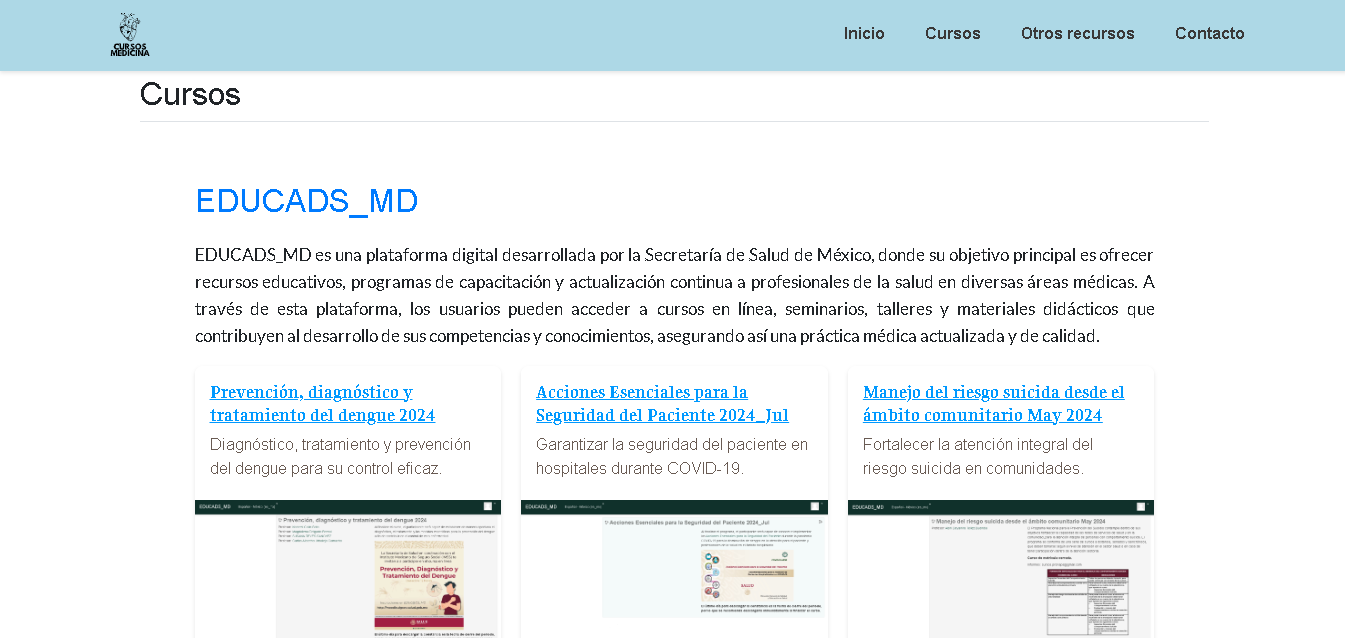 CURSOS
MEDICINA
Inicio
Cursos
Otros recursos
Contacto
Cursos
EDUCADS_MD
EDUCADS_MD es una plataforma digital desarrollada por la Secretaría de Salud de México, donde su objetivo principal es ofrecer
recursos educativos, programas de capacitación y actualización continua a profesionales de la salud en diversas áreas médicas. A
través de esta plataforma, los usuarios pueden acceder a cursos en línea, seminarios, talleres y materiales didácticos que
contribuyen al desarrollo de sus competencias y conocimientos, asegurando así una práctica médica actualizada y de calidad.
Prevención, diagnóstico y
tratamiento del dengue 2024
Diagnóstico, tratamiento y prevención
del dengue para su control eficaz.
EDUCADS_MD
Prevención, diagnóstico y tratamiento del dengue 2024
Prevención, Diagnóstico y
Tratamiento del Dengue
Acciones Esenciales para la
Seguridad del Paciente 2024_Jul
Garantizar la seguridad del paciente en
hospitales durante COVID-19.
EDUCADS_MD
Acciones Esenciales para la Seguridad del Paciente 2024_Jul
SALUD
Manejo del riesgo suicida desde el
ámbito comunitario May 2024
Fortalecer la atención integral del
riesgo suicida en comunidades.
EDUCADS_MD
Manejo del riesgo suicida desde el ámbito comunitario May 2024